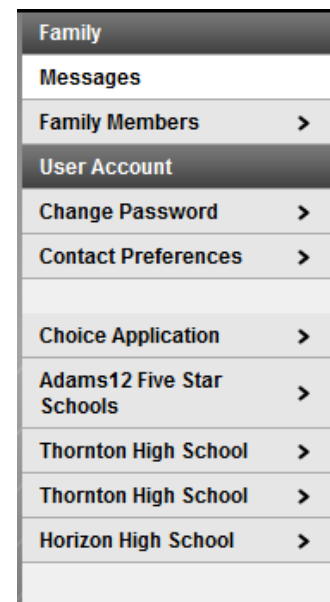 Family
Messages
Family Members
User Account
Change Password
Contact Preferences
Choice Application
Adams12 Five Star
Schools
Thornton High School
Thornton High School
Horizon High School